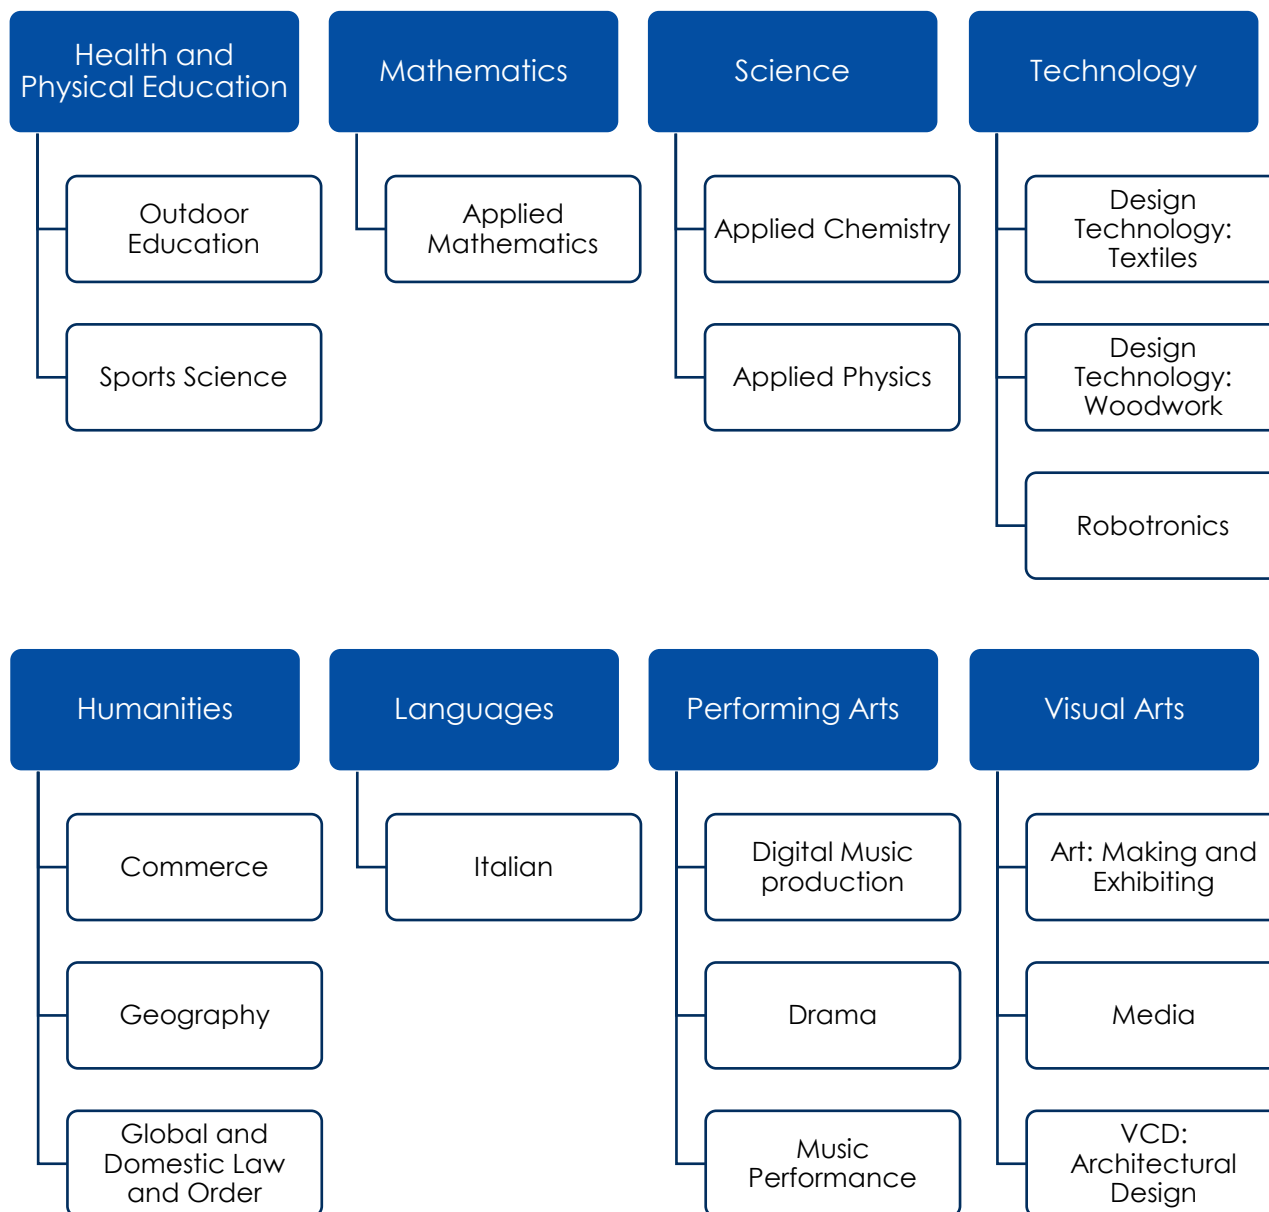 Health and
Physical Education
Outdoor
Education
Sports Science
Mathematics
Applied
Mathematics
Science
Applied Chemistry
Applied Physics
Technology
Design
Technology:
Textiles
Design
Technology:
Woodwork
Robotronics
Humanities
Commerce
Geography
Global and
Domestic Law
and Order
Languages
Italian
Performing Arts
Digital Music
production
Drama
Music
Performance
Visual Arts
Art: Making and
Exhibiting
Media
VCD:
Architectural
Design